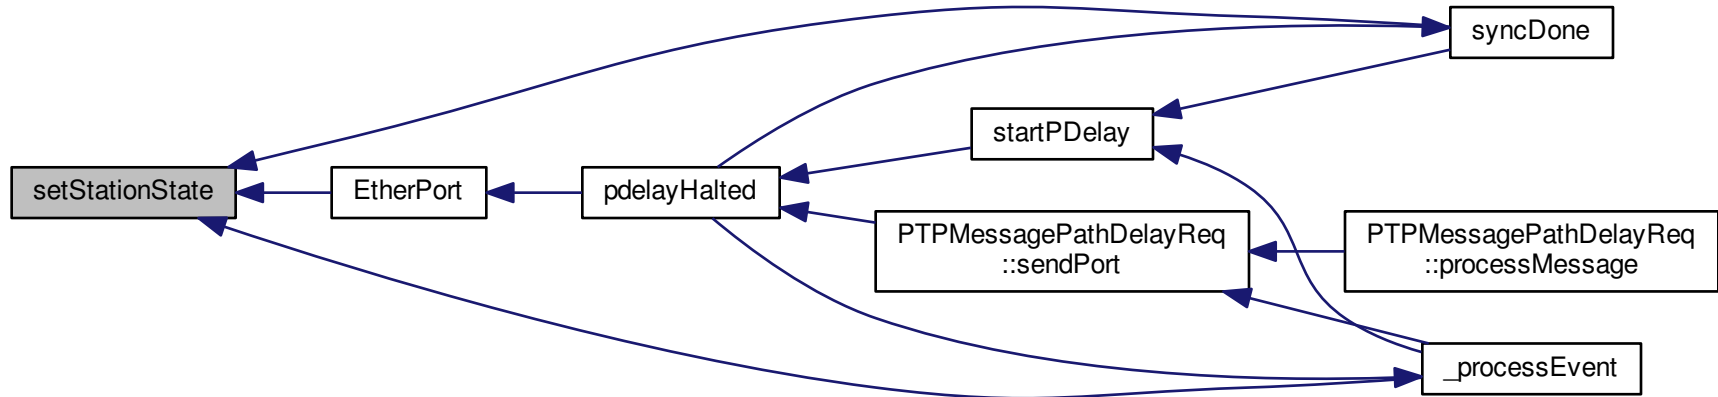 setStationState
EtherPort
pdelayHalted
startPDelay
PTPMessagePathDelayReq
::sendPort
syncDone
PTPMessagePathDelayReq
::processMessage
_processEvent